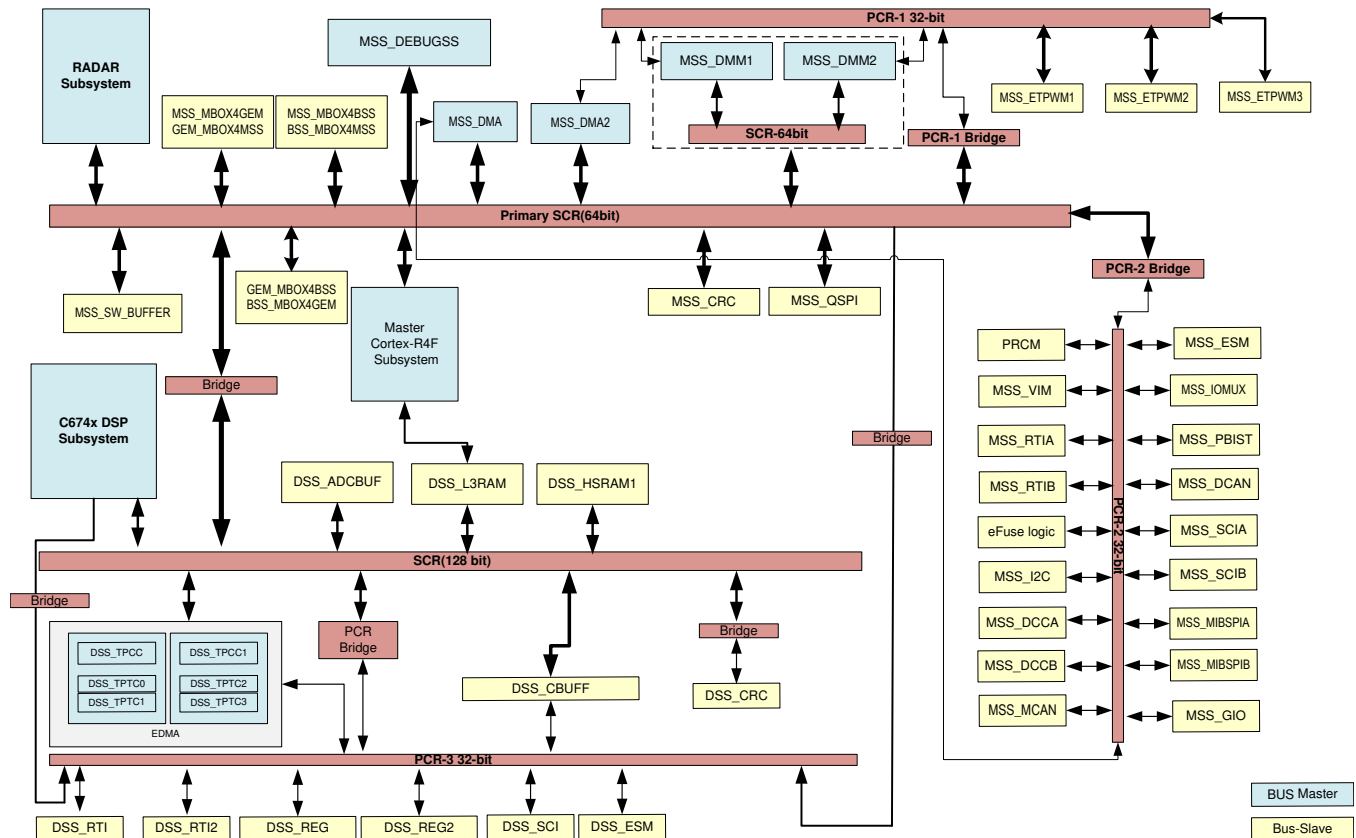 PCR-1 32-bit
RADAR
Subsystem
MSS_DEBUGSS
MSS_DMM1
MSS_DMM2
MSS_ETPWM1
MSS_ETPWM2
MSS_ETPWM3
MSS_MBOX4GEM
GEM_MBOX4MSS
MSS_MBOX4BSS
BSS_MBOX4MSS
MSS_DMA
MSS_DMA2
SCR-64bit
PCR-1 Bridge
Primary SCR(64bit)
PCR-2 Bridge
MSS_SW_BUFFER
GEM_MBOX4BSS
BSS_MBOX4GEM
MSS_CRC
MSS_QSPI
Master
Cortex-R4F
Subsystem
Bridge
C674x DSP
Subsystem
Bridge
PRCM
MSS_ESM
MSS_VIM
MSS_IOMUX
MSS_RTIA
MSS_PBIST
MSS_RTIB
MSS_DCAN
eFuse logic
MSS_SCIA
MSS_I2C
MSS_SCIB
MSS_DCCA
MSS_MIBSPIA
MSS_DCCB
MSS_MIBSPIB
MSS_MCAN
MSS_GIO
PCR-2 32-bit
DSS_ADCBUF
DSS_L3RAM
DSS_HSRAM1
SCR(128 bit)
Bridge
PCR
Bridge
Bridge
DSS_TPCC
DSS_TPCC1
DSS_TPTC0
DSS_TPTC2
DSS_TPTC1
DSS_TPTC3
EDMA
DSS_CBUFF
DSS_CRC
PCR-3 32-bit
DSS_RTI
DSS_RTI2
DSS_REG
DSS_REG2
DSS_SCI
DSS_ESM
BUS Master
Bus-Slave